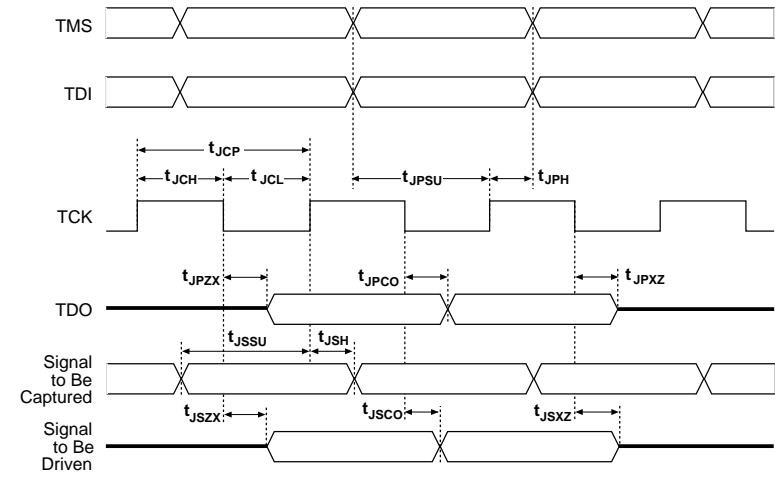 TMS
TDI
tJCP
tJCH
tJCL
tJPSU
tJPH
TCK
tJPZX
tJPCO
tJPXZ
TDO
tJSSU
tJSH
Signal
to Be
Captured
tJSZX
tJSCO
tJSXZ
Signal
to Be
Driven